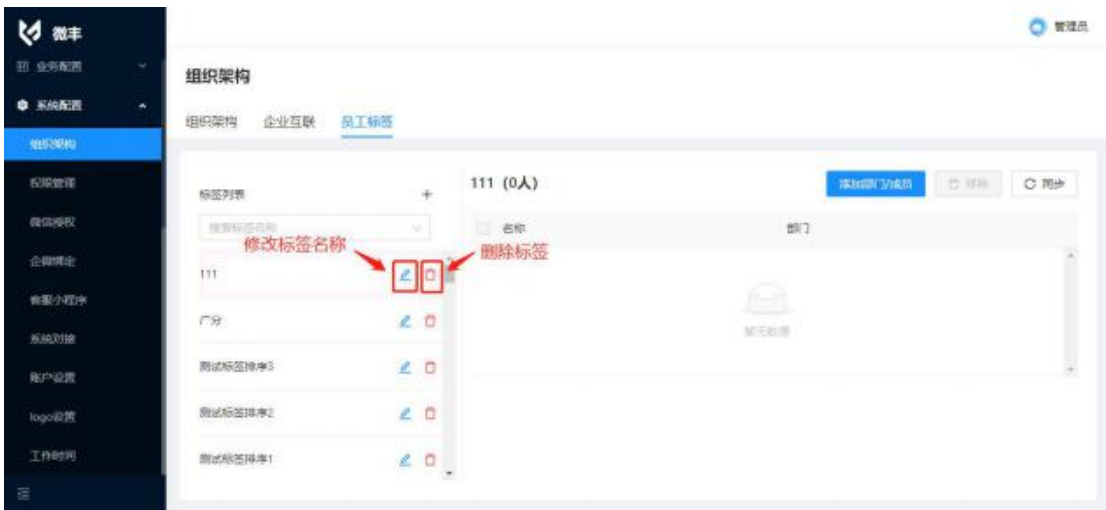 微丰
管理员
业务配置
系统配置
组织架构
权限管理
微信授权
企微绑定
客服小程序
系统对接
账户设置
logo设置
工作时间
组织架构
组织架构 企业互联 员工标签
标签列表 +
搜索标签名称
修改标签名称
删除标签
111
广分
测试标签排序3
测试标签排序2
测试标签排序1
111 (0人)
添加部门/成员 移除 同步
名称 部门
暂无数据